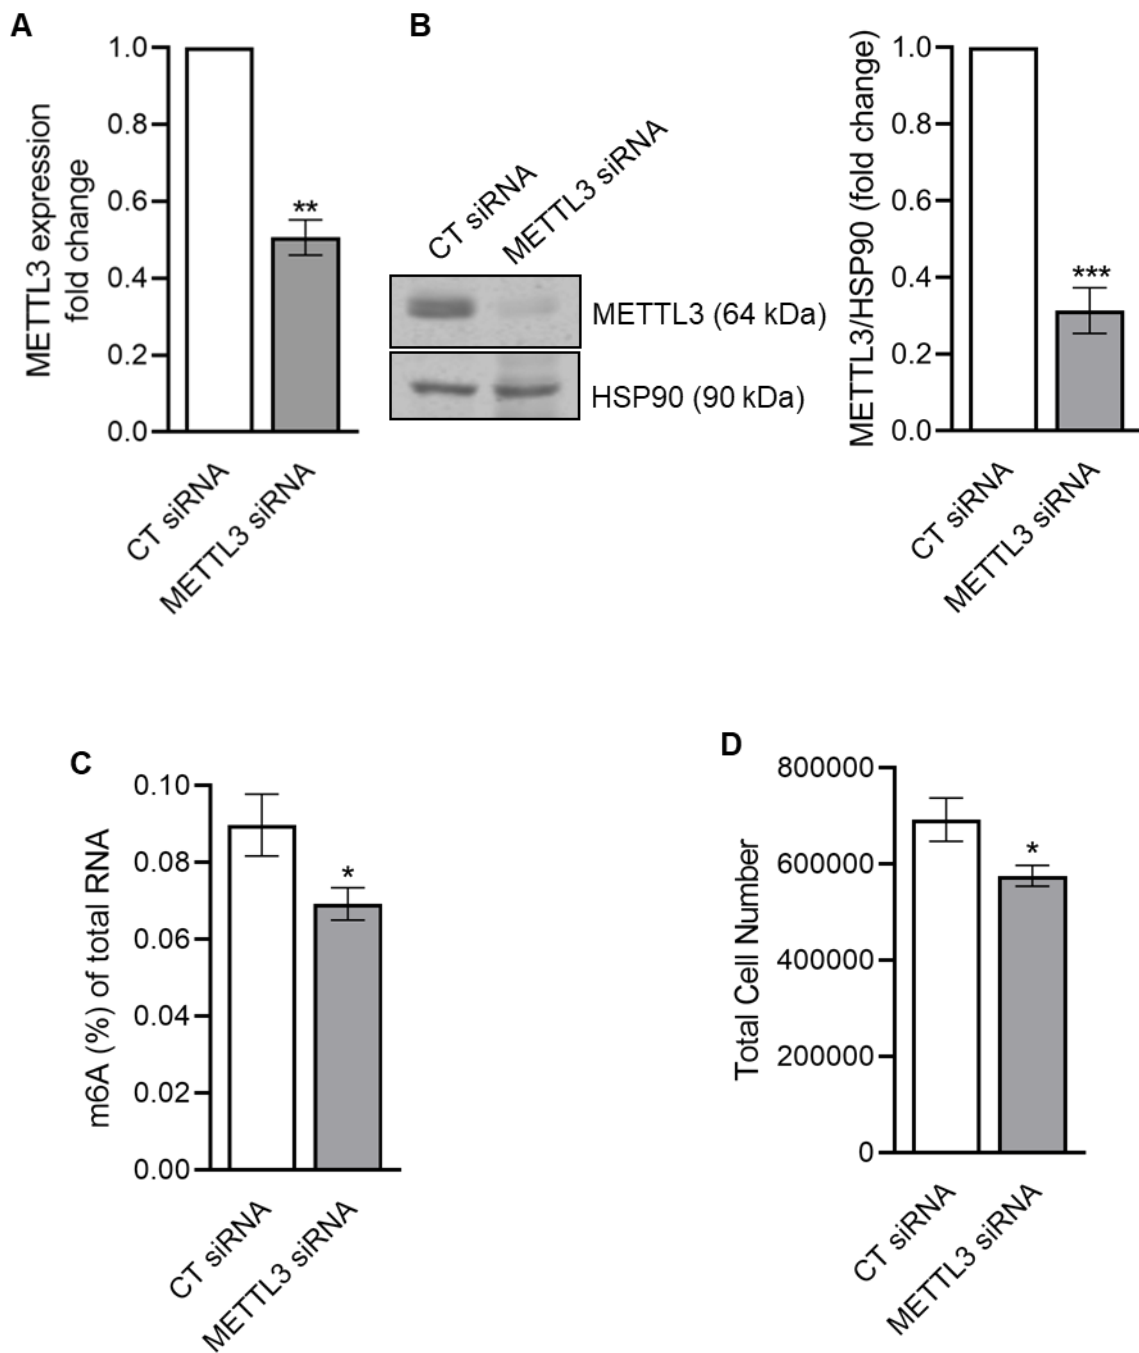 A
METTL3 expression
fold change
1.0
0.8
0.6
0.4
0.2
0.0
**
CT siRNA
METTL3 siRNA
B
CT siRNA
METTL3 siRNA
METTL3 (64 kDa)
HSP90 (90 kDa)
METTL3/HSP90 (fold change)
1.0
0.8
0.6
0.4
0.2
0.0
***
CT siRNA
METTL3 siRNA
C
m6A (%) of total RNA
0.10
0.08
0.06
0.04
0.02
0.00
*
CT siRNA
METTL3 siRNA
D
Total Cell Number
800000
600000
400000
200000
0
*
CT siRNA
METTL3 siRNA